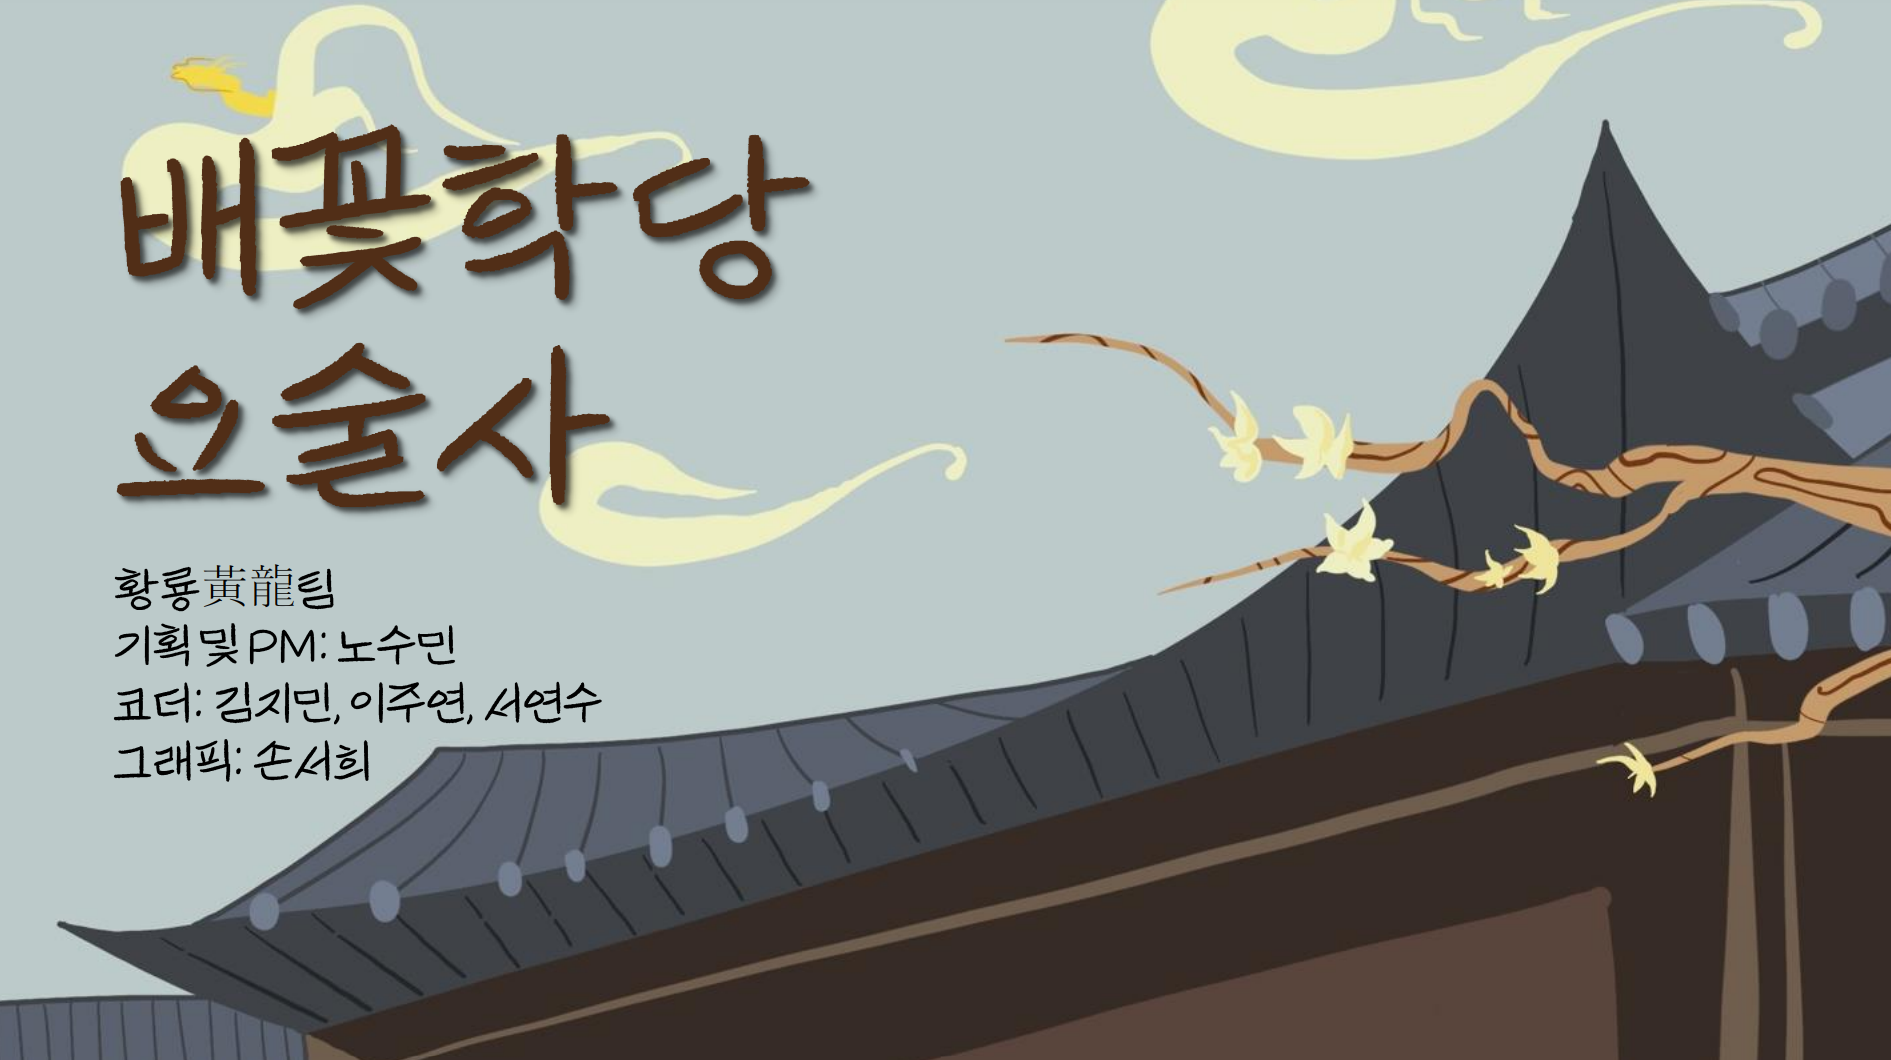 배꽃학당
요술사
황룡黃龍팀
기획 및 PM: 노수민
코더: 김지민, 이주연, 서연수
그래픽: 손서희